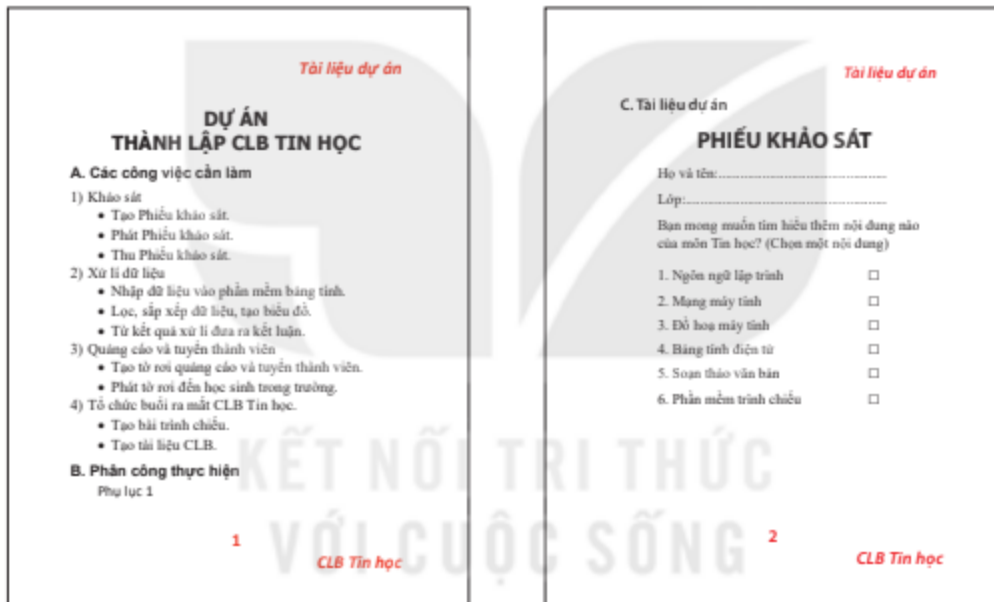 Tài liệu dự án
DỰ ÁN
THÀNH LẬP CLB TIN HỌC
A. Các công việc cần làm
1) Khảo sát
• Tạo Phiếu khảo sát.
• Phát Phiếu khảo sát.
• Thu Phiếu khảo sát.
2) Xử lí dữ liệu
• Nhập dữ liệu vào phần mềm bảng tính.
• Lọc, sắp xếp dữ liệu, tạo biểu đồ.
• Từ kết quả xử lí đưa ra kết luận.
3) Quảng cáo và tuyển thành viên
• Tạo tờ rơi quảng cáo và tuyển thành viên.
• Phát tờ rơi đến học sinh trong trường.
4) Tổ chức buổi ra mắt CLB Tin học.
• Tạo bài trình chiếu.
• Tạo tài liệu CLB.
B. Phân công thực hiện
Phụ lục 1
1
CLB Tin học
Tài liệu dự án
C. Tài liệu dự án
PHIẾU KHẢO SÁT
Họ và tên:..................................................
Lớp:...........................................................
Bạn mong muốn tìm hiểu thêm nội dung nào
của môn Tin học? (Chọn một nội dung)
1. Ngôn ngữ lập trình ☐
2. Mạng máy tính ☐
3. Đồ hoạ máy tính ☐
4. Bảng tính điện tử ☐
5. Soạn thảo văn bản ☐
6. Phần mềm trình chiếu ☐
2
CLB Tin học
KẾT NỐI TRI THỨC
VỚI CUỘC SỐNG